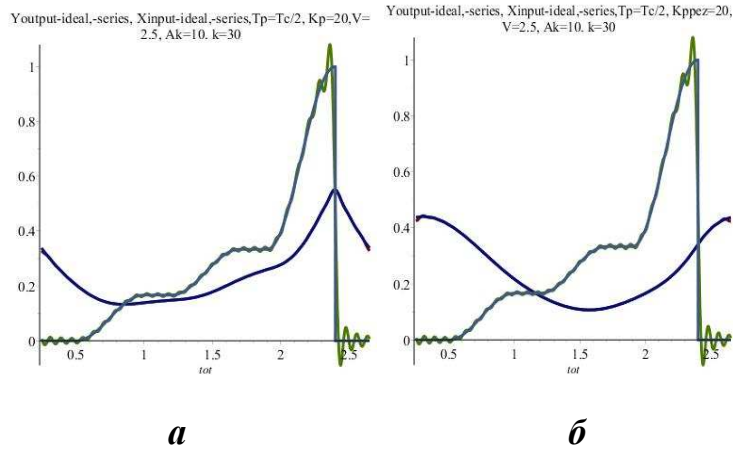 Youtput-ideal,-series, Xinput-ideal,-series,Tp=Tc/2, Kp=20,V=
2.5, Ak=10. k=30
1
0.8
0.6
0.4
0.2
0
0.5
1
1.5
2
2.5
tot
а
Youtput-ideal,-series, Xinput-ideal,-series,Tp=Tc/2, Kppez=20,
V=2.5, Ak=10. k=30
1
0.8
0.6
0.4
0.2
0
0.5
1
1.5
2
2.5
tot
б